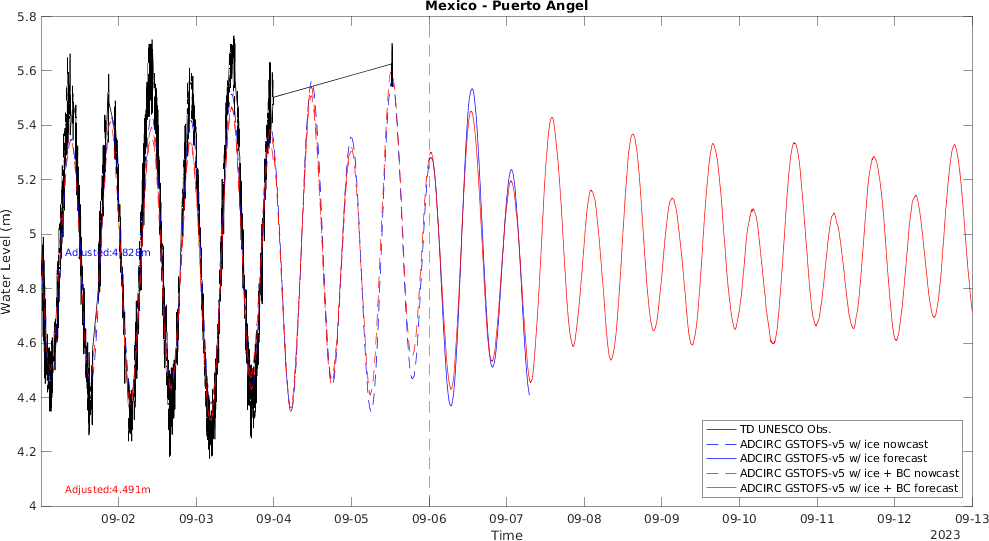 Mexico - Puerto Angel
5.8
5.6
5.4
5.2
5
4.8
4.6
4.4
4.2
4
Water Level (m)
Adjusted:4.828m
Adjusted:4.491m
TD UNESCO Obs.
ADCIRC GSTOFS-v5 w/ ice nowcast
ADCIRC GSTOFS-v5 w/ ice forecast
ADCIRC GSTOFS-v5 w/ ice + BC nowcast
ADCIRC GSTOFS-v5 w/ ice + BC forecast
09-02 09-03 09-04 09-05 09-06 09-07 09-08 09-09 09-10 09-11 09-12 09-13
Time
2023